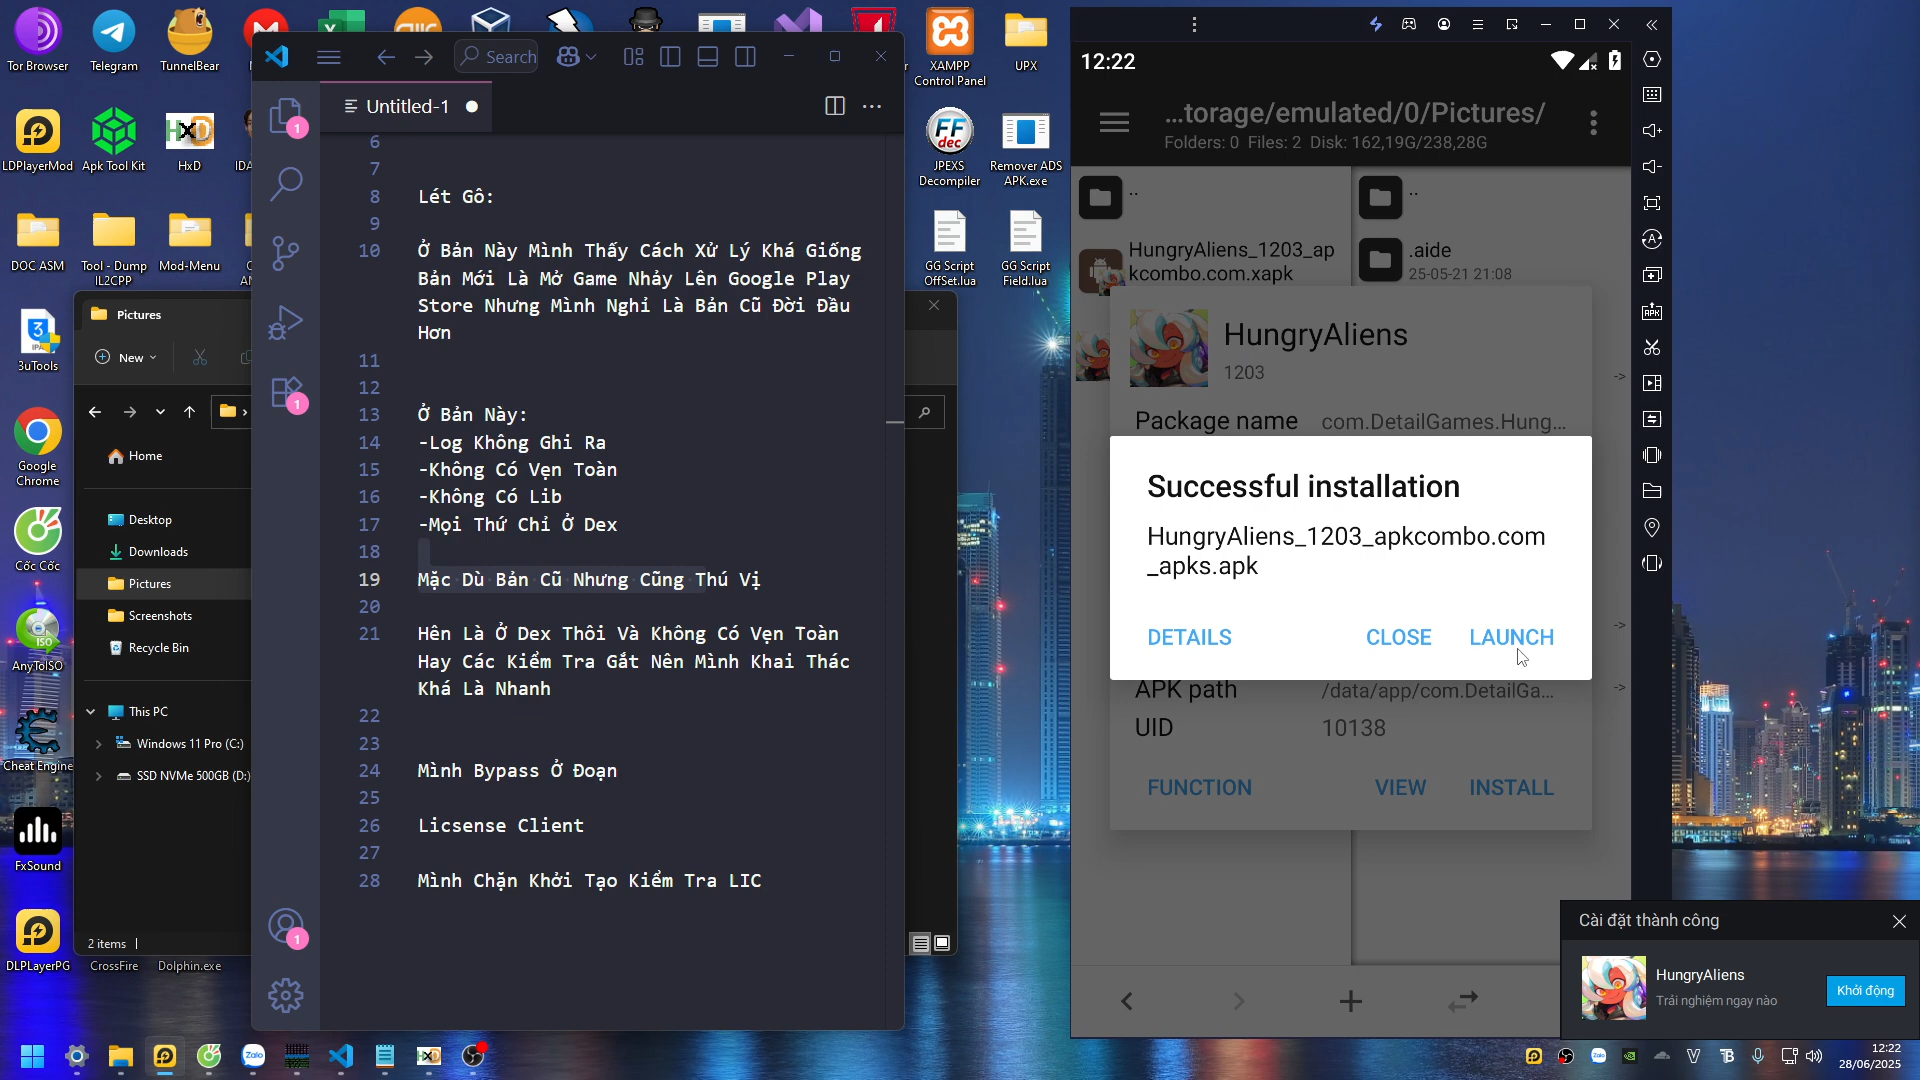 Tor Browser
Telegram
TunnelBear
LDPlayerMod
Apk Tool Kit
HxD
DOC ASM
Tool - Dump IL2CPP
Mod-Menu
3uTools
Google Chrome
Cốc Cốc
AnyToISO
Cheat Engine
FxSound
DLPLayerPG
CrossFire
Dolphin.exe
XAMPP Control Panel
UPX
JPEXS Decompiler
Remover ADS APK.exe
GG Script OffSet.lua
GG Script Field.lua
Pictures
New
Home
Desktop
Downloads
Pictures
Screenshots
Recycle Bin
This PC
Windows 11 Pro (C:)
SSD NVMe 500GB (D:)
2 items
Search
Untitled-1
6
7
8 Lét Gô:
9
10 Ở Bản Này Mình Thấy Cách Xử Lý Khá Giống
Bản Mới Là Mở Game Nhảy Lên Google Play
Store Nhưng Mình Nghỉ Là Bản Cũ Đời Đầu
Hơn
11
12
13 Ở Bản Này:
14 -Log Không Ghi Ra
15 -Không Có Vẹn Toàn
16 -Không Có Lib
17 -Mọi Thứ Chỉ Ở Dex
18
19 Mặc Dù Bản Cũ Nhưng Cũng Thú Vị
20
21 Hên Là Ở Dex Thôi Và Không Có Vẹn Toàn
Hay Các Kiểm Tra Gắt Nên Mình Khai Thác
Khá Là Nhanh
22
23
24 Mình Bypass Ở Đoạn
25
26 Licsense Client
27
28 Mình Chặn Khởi Tạo Kiểm Tra LIC
1
1
1
12:22
...torage/emulated/0/Pictures/
Folders: 0 Files: 2 Disk: 162,19G/238,28G
..
..
HungryAliens_1203_ap
kcombo.com.xapk
.aide
25-05-21 21:08
HungryAliens
1203
Package name com.DetailGames.Hung...
Successful installation
HungryAliens_1203_apkcombo.com
_apks.apk
DETAILS CLOSE LAUNCH
APK path /data/app/com.DetailGa...
UID 10138
FUNCTION VIEW INSTALL
Cài đặt thành công
HungryAliens
Trải nghiệm ngay nào
Khởi động
12:22
28/06/2025